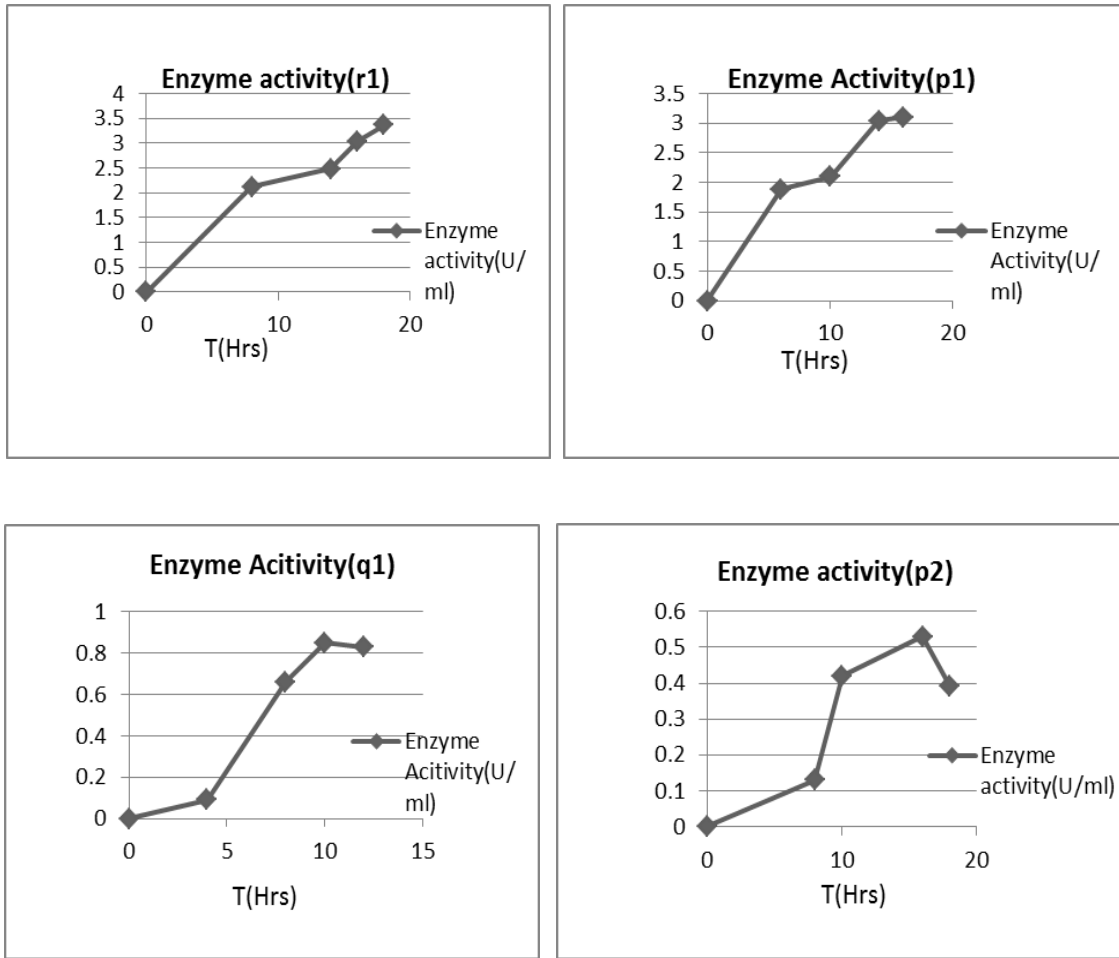 Enzyme activity(r1)
4
3.5
3
2.5
2
1.5
1
0.5
0
0
10
20
T(Hrs)
Enzyme
activity(U/
ml)
Enzyme Activity(p1)
3.5
3
2.5
2
1.5
1
0.5
0
0
10
20
T(Hrs)
Enzyme
Activity(U/
ml)
Enzyme Acitivity(q1)
1
0.8
0.6
0.4
0.2
0
0
5
10
15
T(Hrs)
Enzyme
Acitivity(U/
ml)
Enzyme activity(p2)
0.6
0.5
0.4
0.3
0.2
0.1
0
0
10
20
T(Hrs)
Enzyme
activity(U/ml)